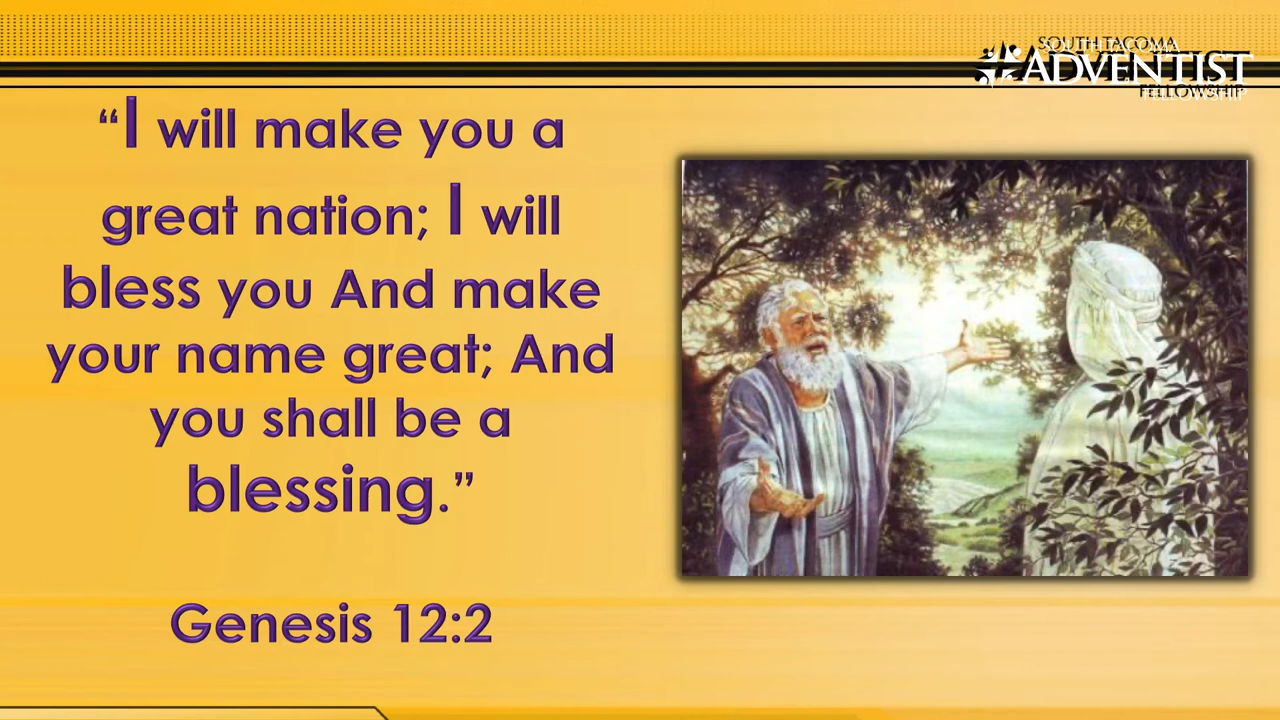 SOUTH TACOMA
ADVENTIST
FELLOWSHIP
“I will make you a
great nation; I will
bless you And make
your name great; And
you shall be a
blessing.”
Genesis 12:2